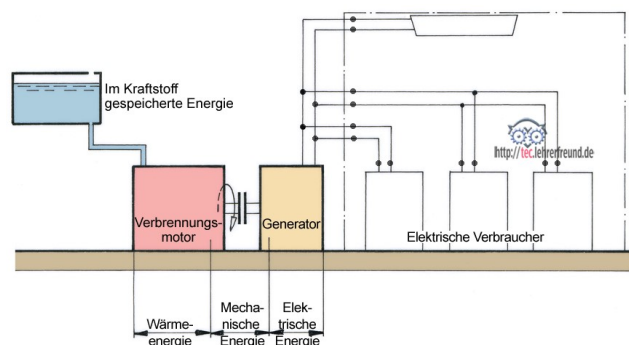 Im Kraftstoff
gespeicherte Energie
http://tec.lehrerfreund.de
Verbrennungs-
motor
Generator
Elektrische Verbraucher
Wärme-
energie
Mecha-
nische
Energie
Elek-
trische
Energie